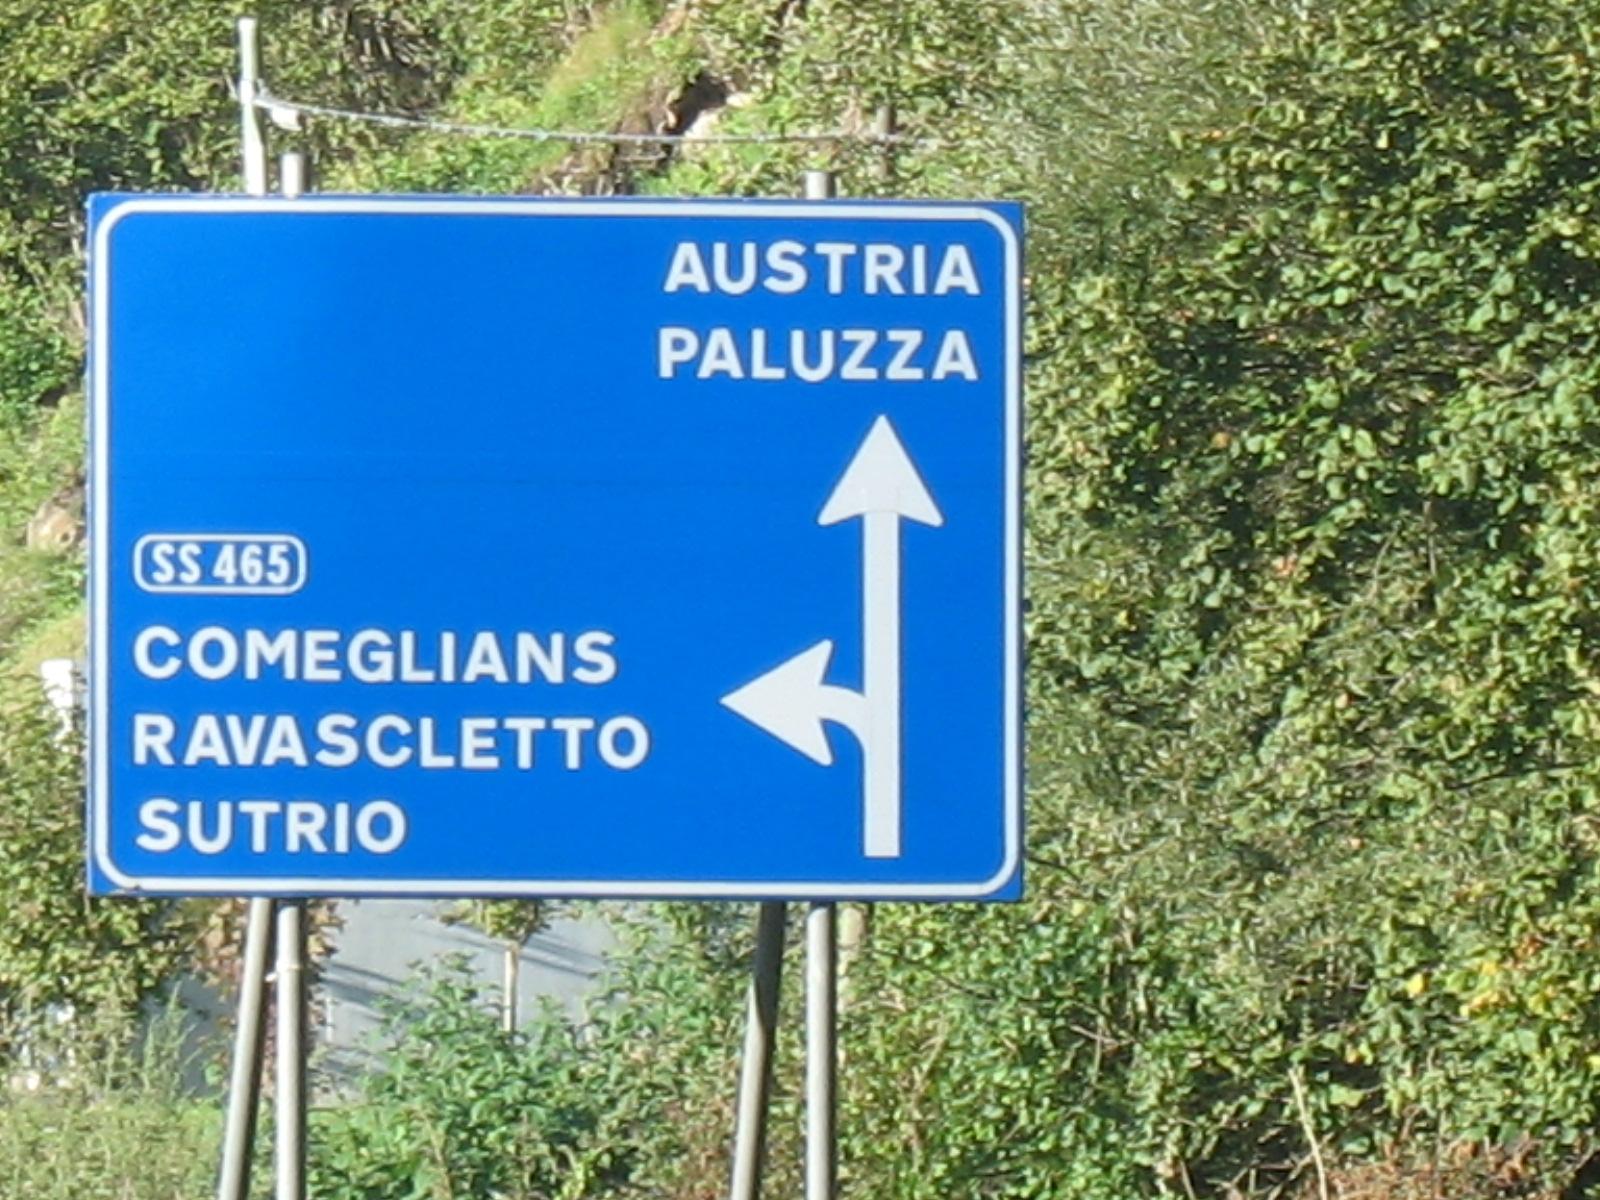 AUSTRIA
PALUZZA
SS 465
COMEGLIANS
RAVASCLETTO
SUTRIO